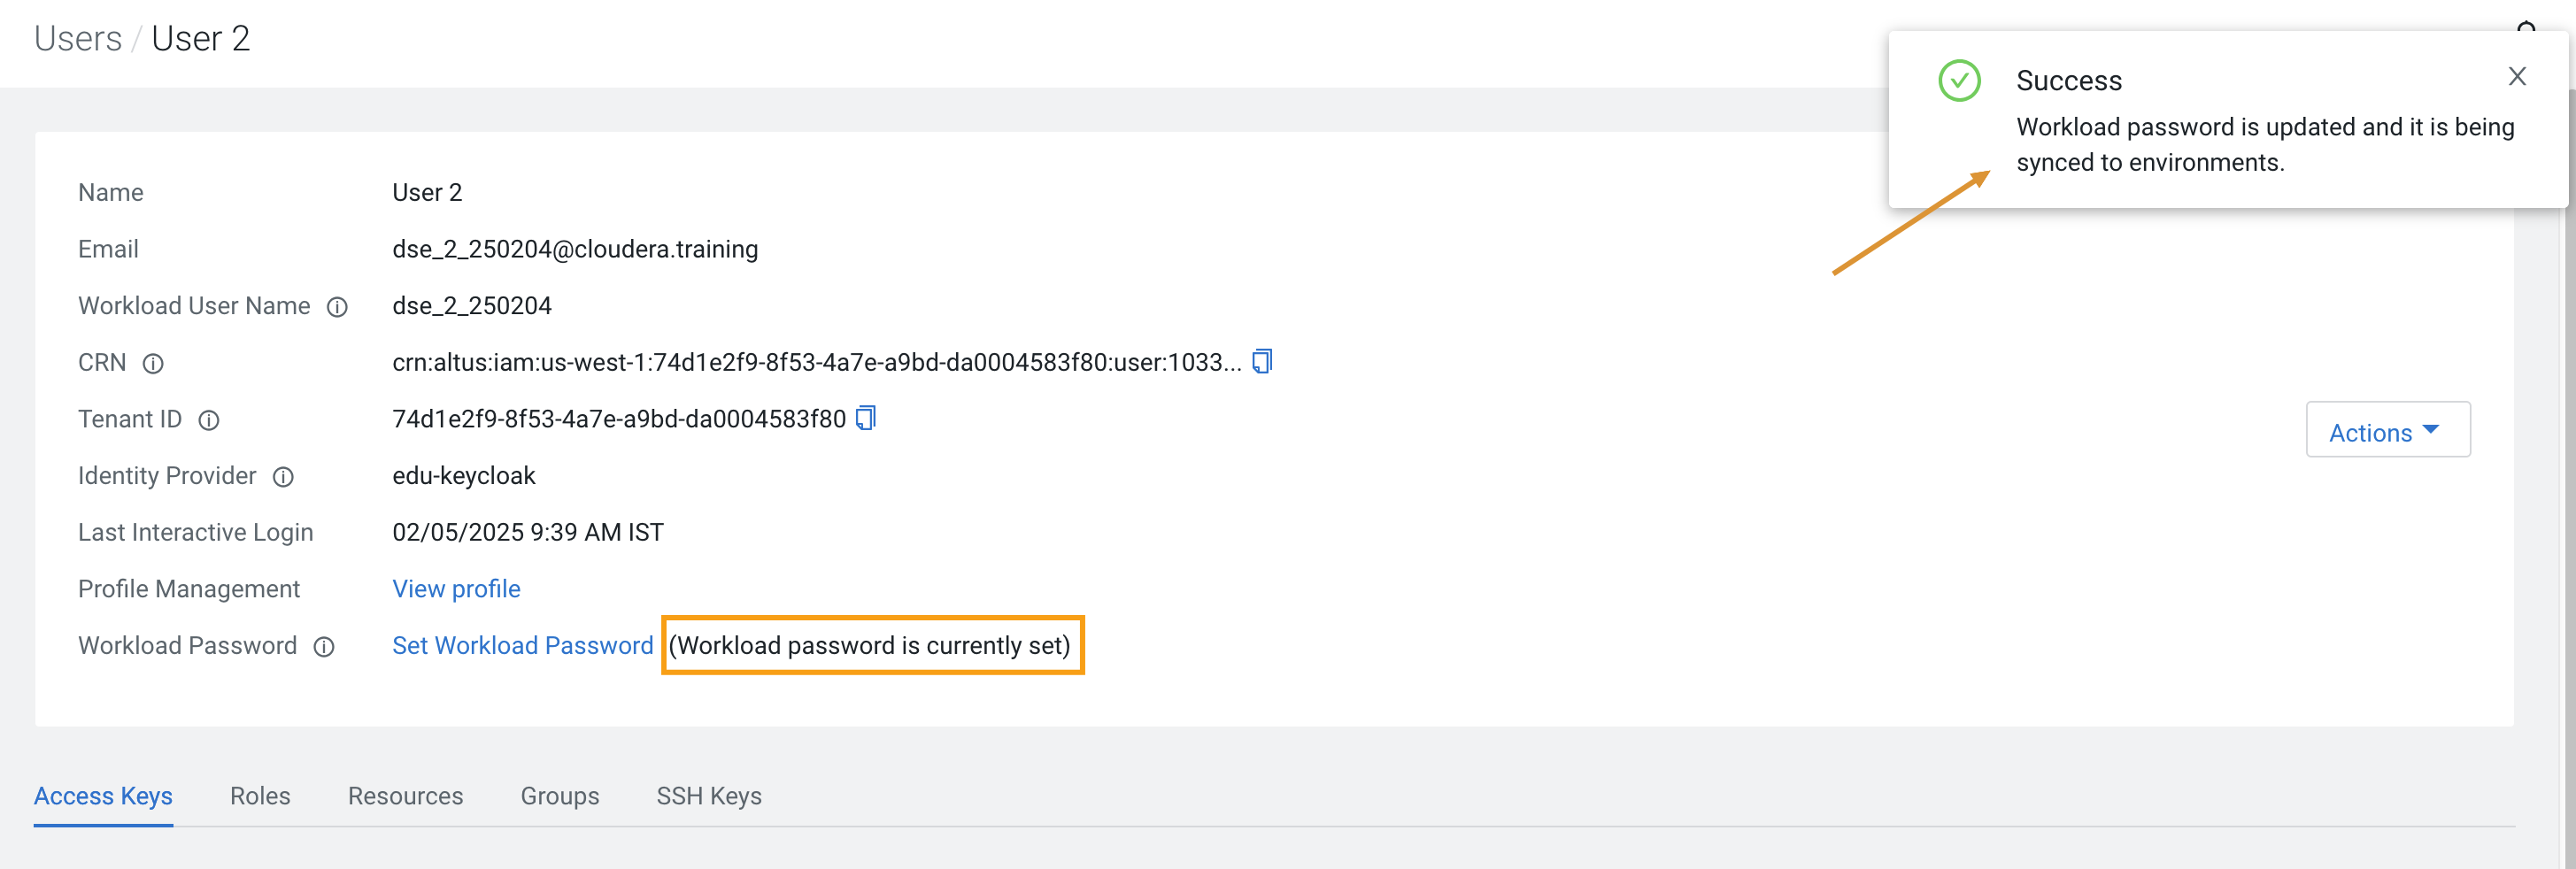 Users / User 2
Success
Workload password is updated and it is being
synced to environments.
Name User 2
Email dse_2_250204@cloudera.training
Workload User Name dse_2_250204
CRN crn:altus:iam:us-west-1:74d1e2f9-8f53-4a7e-a9bd-da0004583f80:user:1033...
Tenant ID 74d1e2f9-8f53-4a7e-a9bd-da0004583f80
Actions
Identity Provider edu-keycloak
Last Interactive Login 02/05/2025 9:39 AM IST
Profile Management View profile
Workload Password Set Workload Password (Workload password is currently set)
Access Keys Roles Resources Groups SSH Keys